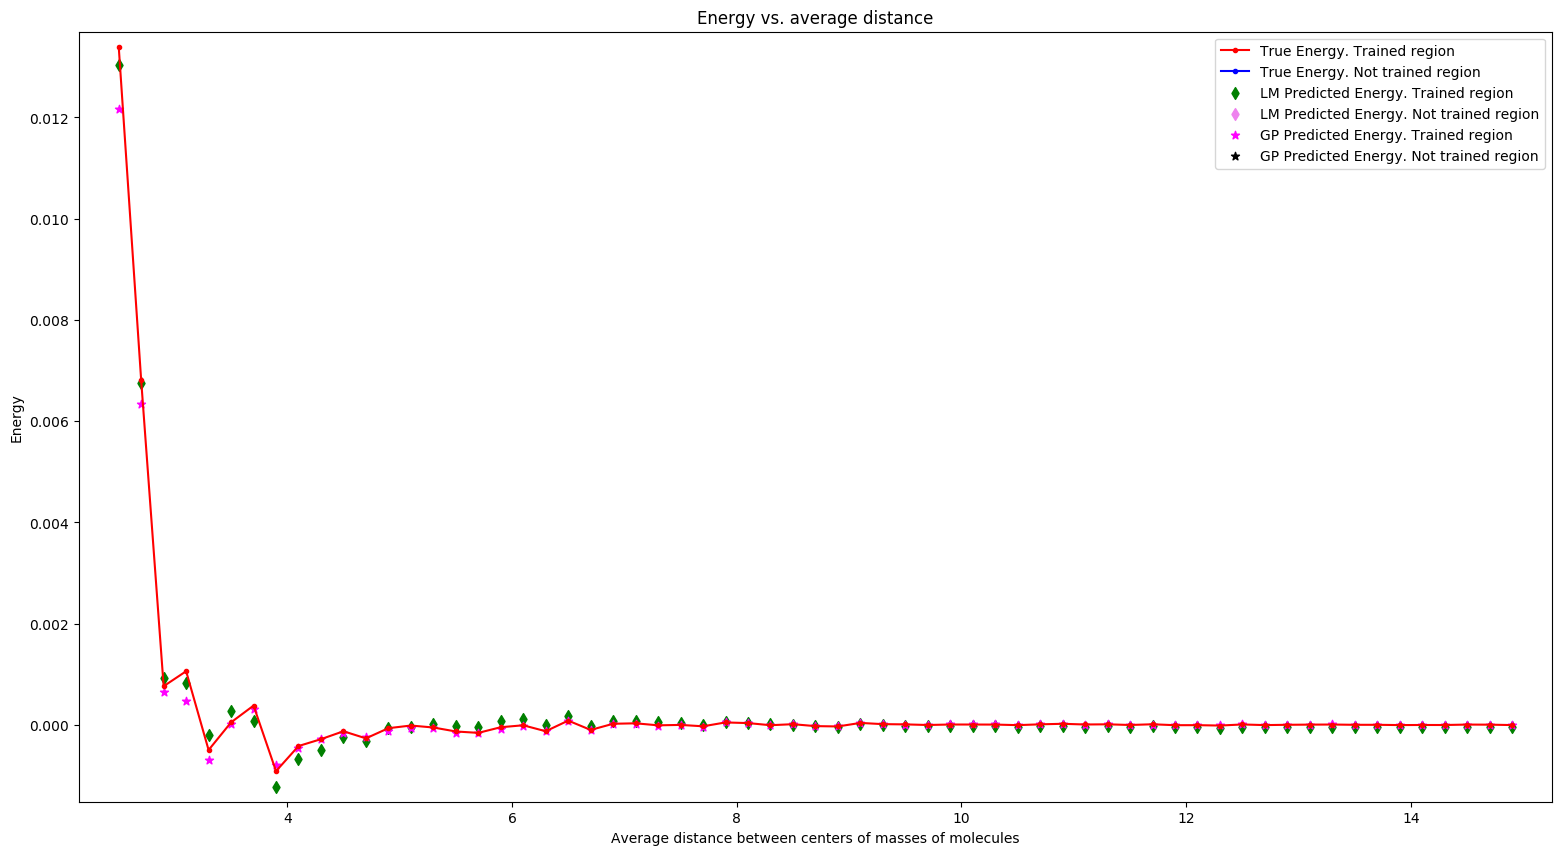 Energy vs. average distance
True Energy. Trained region
True Energy. Not trained region
LM Predicted Energy. Trained region
LM Predicted Energy. Not trained region
GP Predicted Energy. Trained region
GP Predicted Energy. Not trained region
0.012
0.010
0.008
0.006
0.004
0.002
0.000
Energy
4
6
8
10
12
14
Average distance between centers of masses of molecules